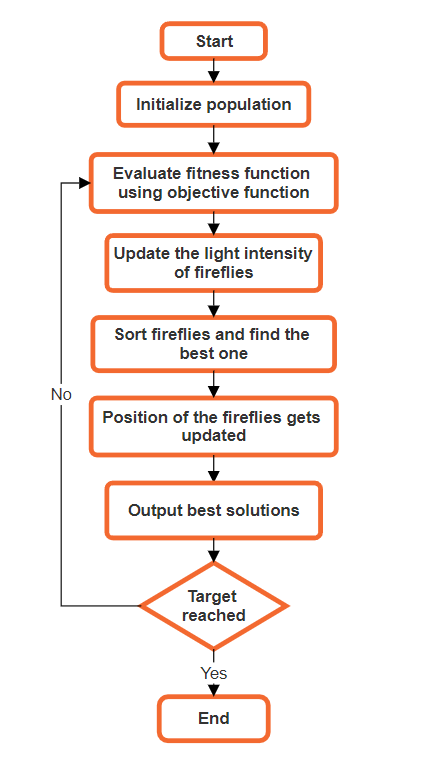 Start
Initialize population
Evaluate fitness function
using objective function
Update the light intensity
of fireflies
Sort fireflies and find the
best one
No
Position of the fireflies gets
updated
Output best solutions
Target
reached
Yes
End